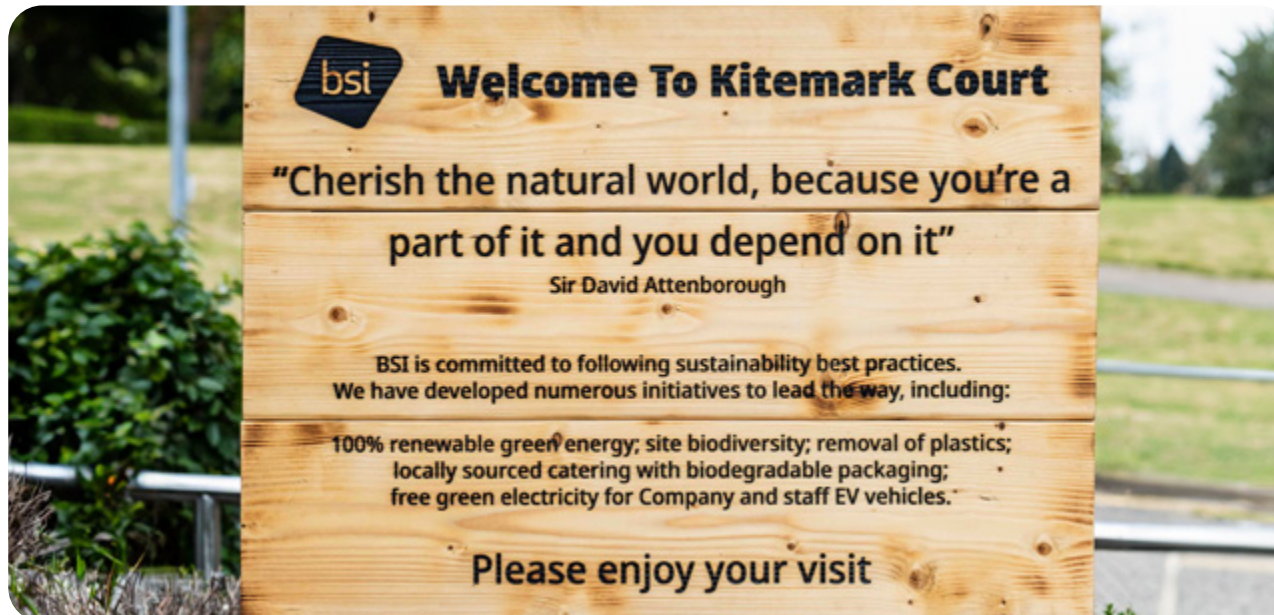 bsi
Welcome To Kitemark Court
“Cherish the natural world, because you’re a
part of it and you depend on it”
Sir David Attenborough
BSI is committed to following sustainability best practices.
We have developed numerous initiatives to lead the way, including:
100% renewable green energy; site biodiversity; removal of plastics;
locally sourced catering with biodegradable packaging;
free green electricity for Company and staff EV vehicles.
Please enjoy your visit